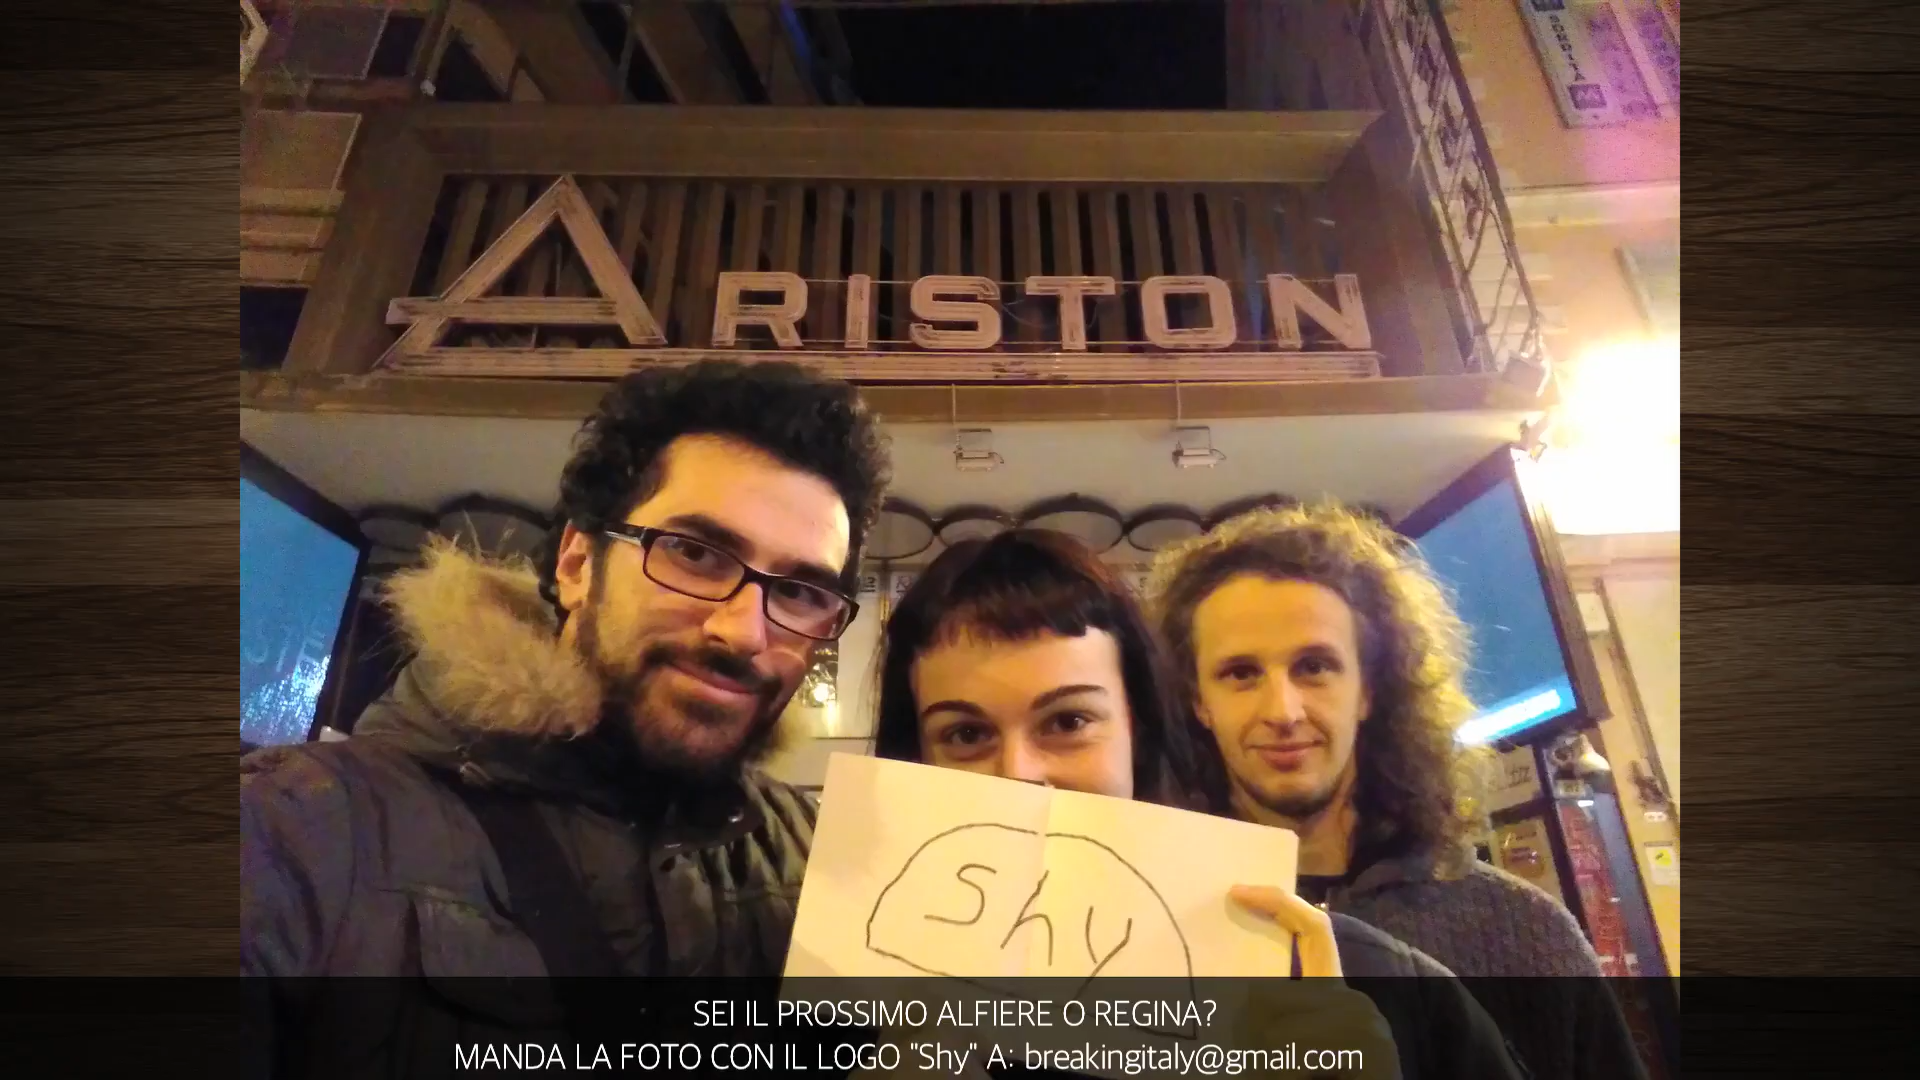 ARISTON
Shy
SEI IL PROSSIMO ALFIERE O REGINA?
MANDA LA FOTO CON IL LOGO "Shy" A: breakingitaly@gmail.com